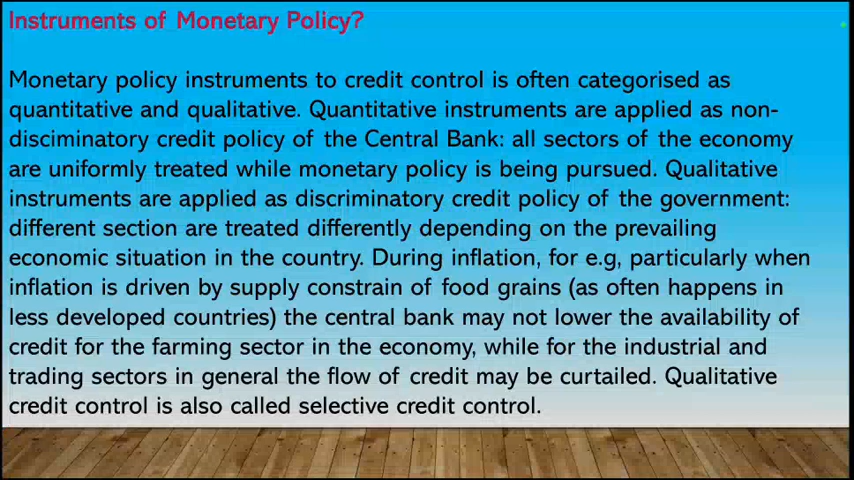 Instruments of Monetary Policy?
Monetary policy instruments to credit control is often categorised as
quantitative and qualitative. Quantitative instruments are applied as non-
disciminatory credit policy of the Central Bank: all sectors of the economy
are uniformly treated while monetary policy is being pursued. Qualitative
instruments are applied as discriminatory credit policy of the government:
different section are treated differently depending on the prevailing
economic situation in the country. During inflation, for e.g, particularly when
inflation is driven by supply constrain of food grains (as often happens in
less developed countries) the central bank may not lower the availability of
credit for the farming sector in the economy, while for the industrial and
trading sectors in general the flow of credit may be curtailed. Qualitative
credit control is also called selective credit control.